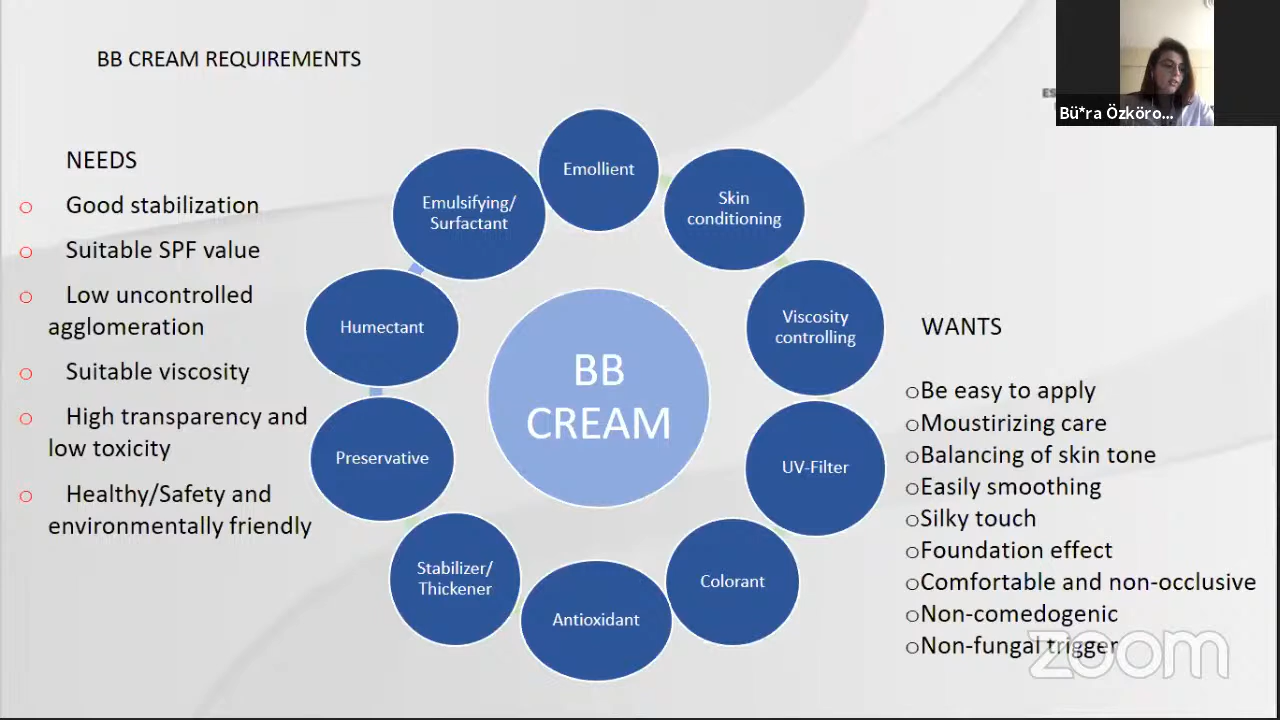 BB CREAM REQUIREMENTS
Bü*ra Özköro...
NEEDS
Good stabilization
Suitable SPF value
Low uncontrolled
agglomeration
Suitable viscosity
High transparency and
low toxicity
Healthy/Safety and
environmentally friendly
Emollient
Skin
conditioning
Viscosity
controlling
UV-Filter
Colorant
Antioxidant
Stabilizer/
Thickener
Preservative
Humectant
Emulsifying/
Surfactant
BB
CREAM
WANTS
Be easy to apply
Moustirizing care
Balancing of skin tone
Easily smoothing
Silky touch
Foundation effect
Comfortable and non-occlusive
Non-comedogenic
Non-fungal trigger
zoom